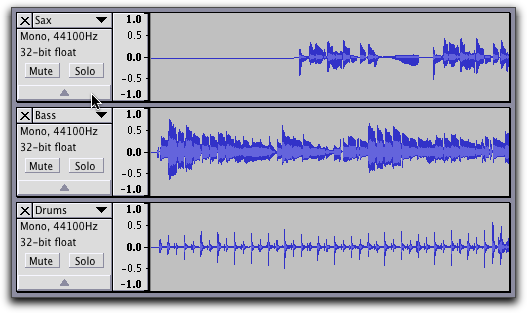 Sax
Mono, 44100Hz
32-bit float
Mute Solo
1.0
0.5
0.0
-0.5
-1.0
Bass
Mono, 44100Hz
32-bit float
Mute Solo
1.0
0.5
0.0
-0.5
-1.0
Drums
Mono, 44100Hz
32-bit float
Mute Solo
1.0
0.5
0.0
-0.5
-1.0